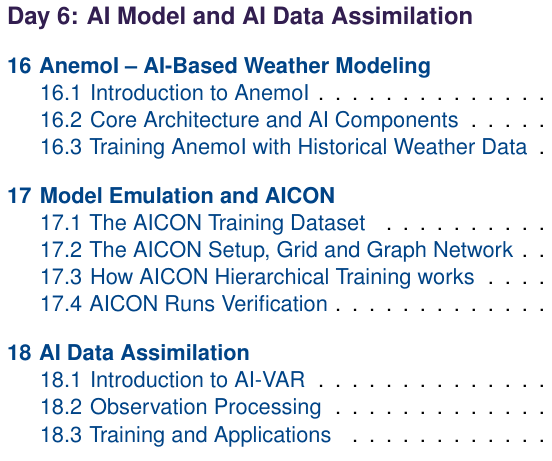 Day 6: AI Model and AI Data Assimilation
16 AnemoI – AI-Based Weather Modeling
16.1 Introduction to AnemoI . . . . . . . . . . . . . .
16.2 Core Architecture and AI Components . . . . .
16.3 Training AnemoI with Historical Weather Data .
17 Model Emulation and AICON
17.1 The AICON Training Dataset . . . . . . . . . .
17.2 The AICON Setup, Grid and Graph Network . .
17.3 How AICON Hierarchical Training works . . . .
17.4 AICON Runs Verification . . . . . . . . . . . . .
18 AI Data Assimilation
18.1 Introduction to AI-VAR . . . . . . . . . . . . . .
18.2 Observation Processing . . . . . . . . . . . . .
18.3 Training and Applications . . . . . . . . . . . .